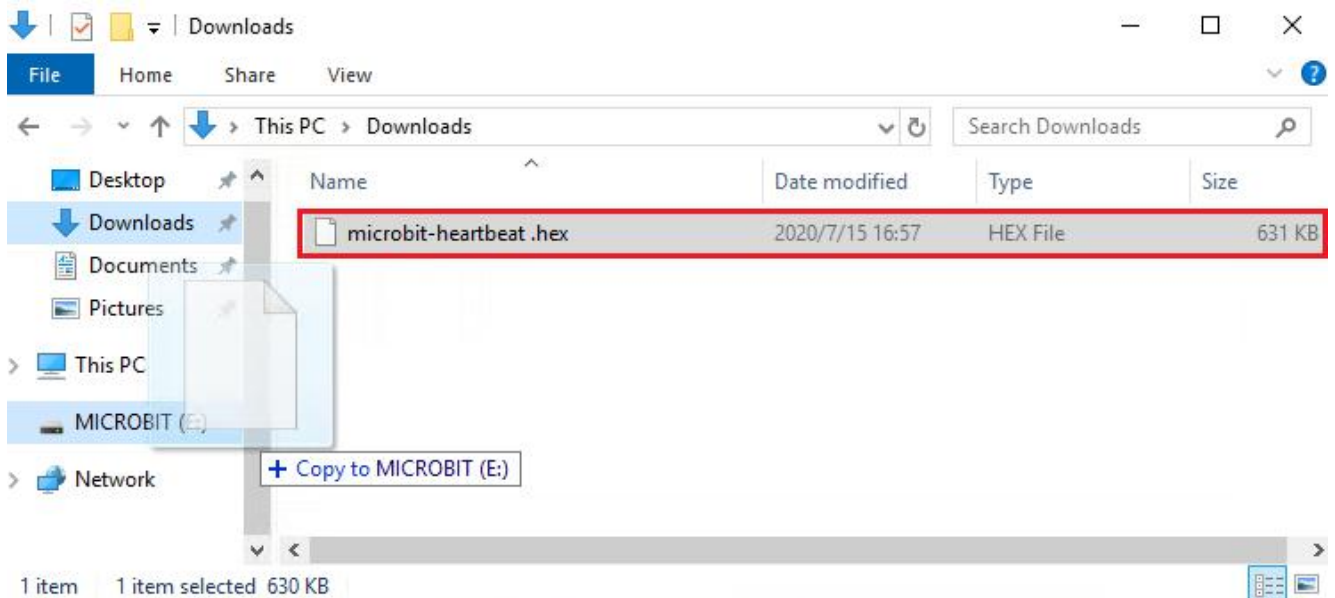 Downloads
File Home Share View
This PC > Downloads
Search Downloads
Name Date modified Type Size
Desktop
Downloads
microbit-heartbeat .hex 2020/7/15 16:57 HEX File 631 KB
Documents
Pictures
This PC
MICROBIT (E:)
+ Copy to MICROBIT (E:)
Network
1 item 1 item selected 630 KB